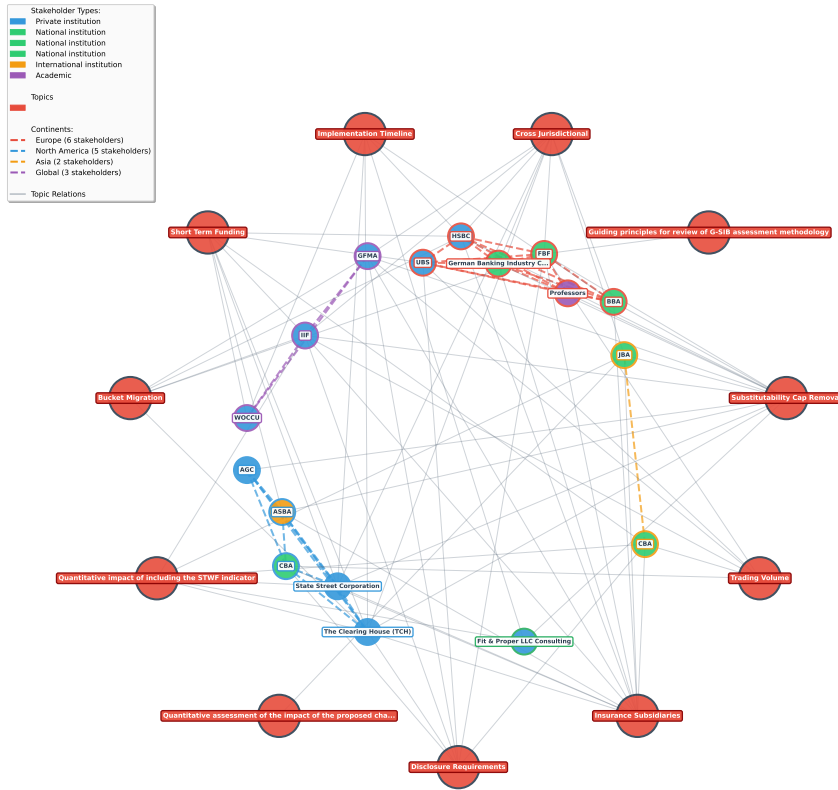 Stakeholder Types:
Private institution
National institution
National institution
National institution
International institution
Academic
Topics
Continents:
Europe (6 stakeholders)
North America (5 stakeholders)
Asia (2 stakeholders)
Global (3 stakeholders)
Topic Relations
Implementation Timeline
Cross Jurisdictional
Short Term Funding
Guiding principles for review of G-SIB assessment methodology
HSBC
GFMA
UBS
German Banking Industry C...
FBF
Professors
BBA
IIF
JBA
Bucket Migration
Substitutability Cap Remova
WOCCU
AGC
ASBA
CBA
CBA
Quantitative impact of including the STWF indicator
State Street Corporation
Trading Volume
The Clearing House (TCH)
Fit & Proper LLC Consulting
Quantitative assessment of the impact of the proposed cha...
Insurance Subsidiaries
Disclosure Requirements